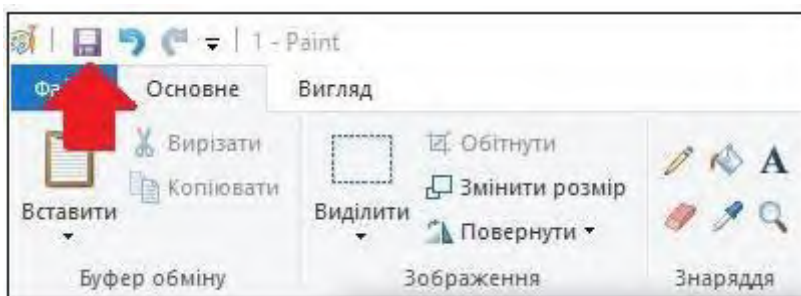 1 - Paint
Основне Вигляд
Вирізати
Копіювати
Вставити
Обітнути
Змінити розмір
Повернути
Виділити
A
Буфер обміну Зображення Знаряддя